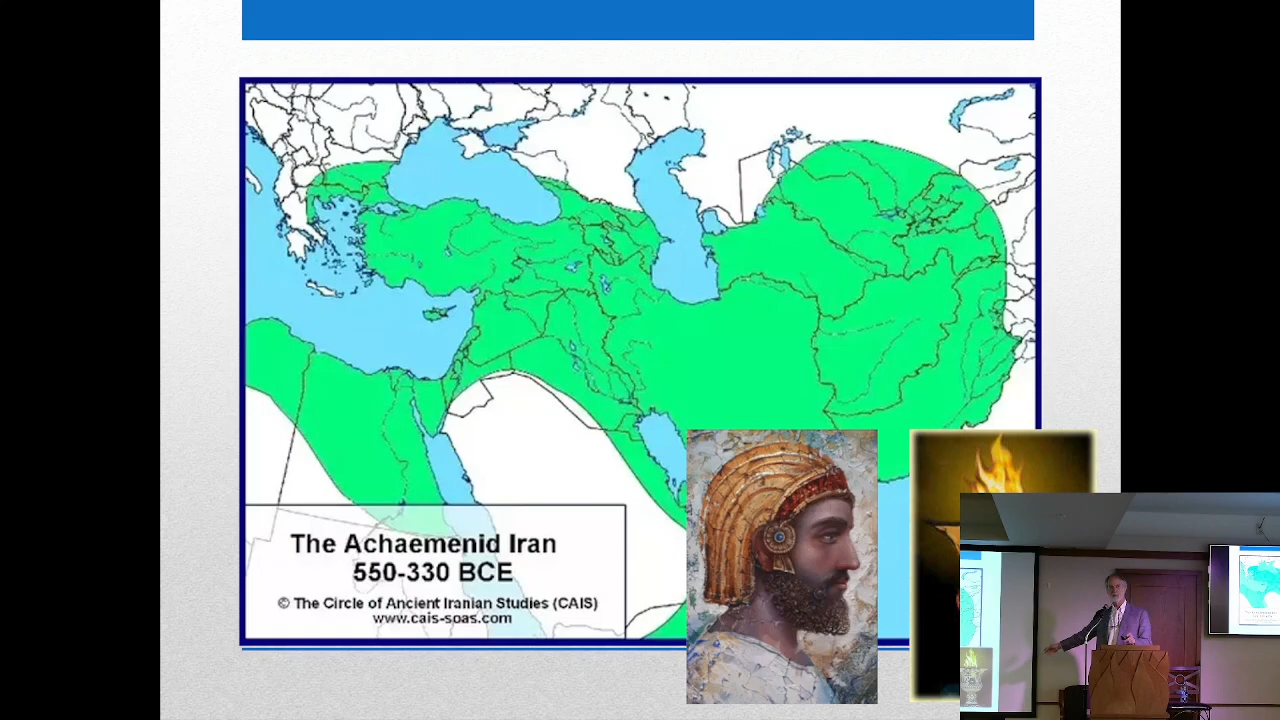 The Achaemenid Iran
550-330 BCE
© The Circle of Ancient Iranian Studies (CAIS)
www.cais-soas.com